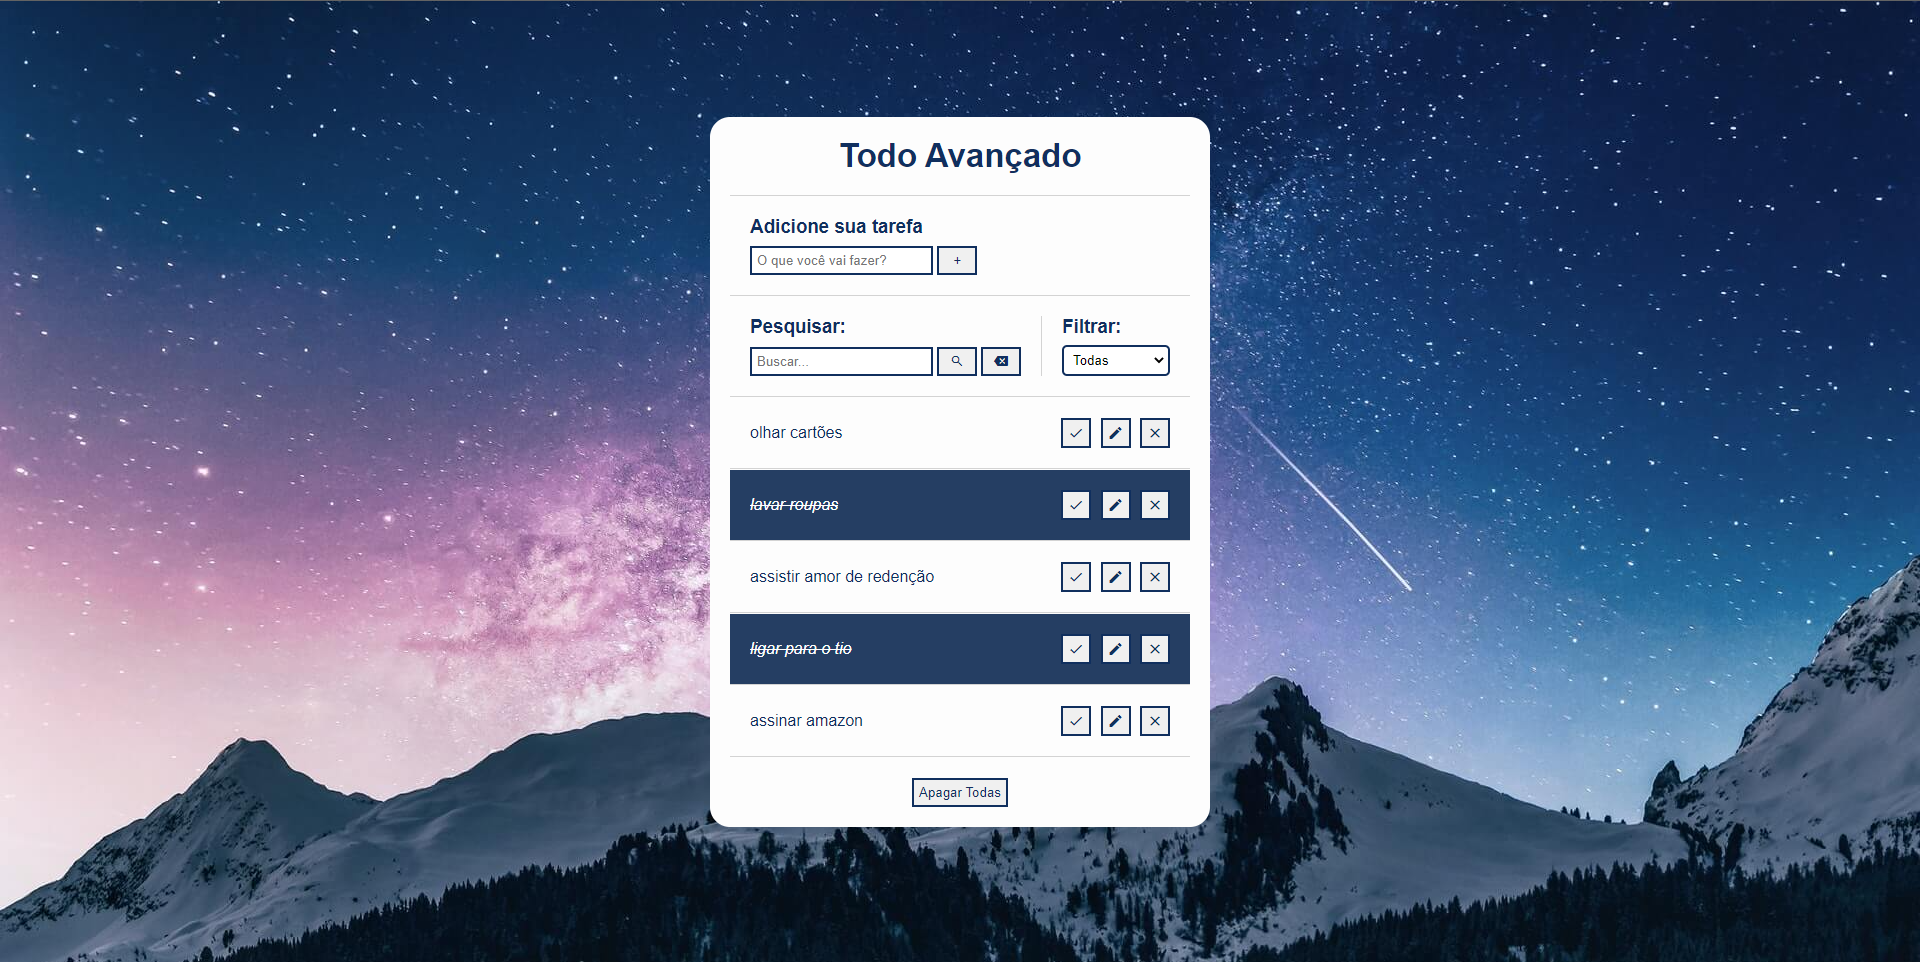 Todo Avançado
Adicione sua tarefa
O que você vai fazer?
+
Pesquisar:
Filtrar:
Buscar...
Todas
olhar cartões
lavar roupas
assistir amor de redenção
ligar para o tio
assinar amazon
Apagar Todas